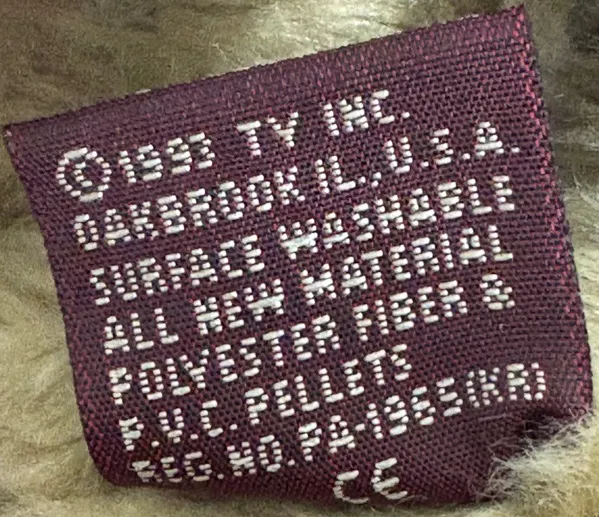 © 1993 TY INC.
OAKBROOK IL., U.S.A.
SURFACE WASHABLE
ALL NEW MATERIAL
POLYESTER FIBER &
P.V.C. PELLETS
REG. NO. PA-1965(KR)
CE